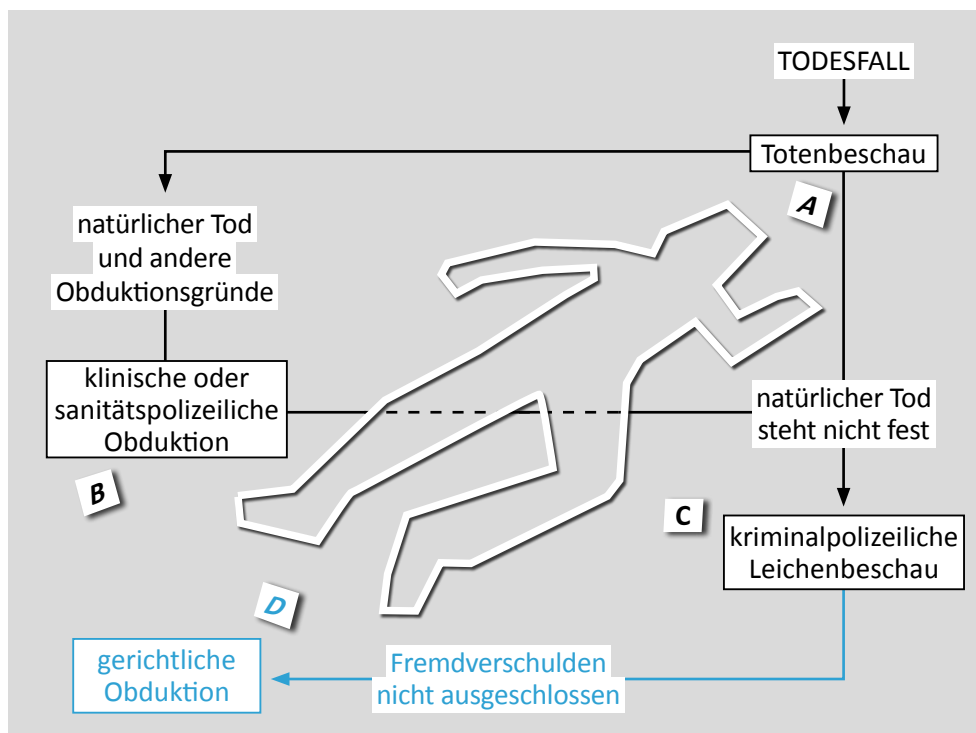 TODESFALL
Totenbeschau
A
natürlicher Tod
und andere
Obduktionsgründe
klinische oder
sanitätspolizeiliche
Obduktion
B
natürlicher Tod
steht nicht fest
C
kriminalpolizeiliche
Leichenbeschau
D
gerichtliche
Obduktion
Fremdverschulden
nicht ausgeschlossen